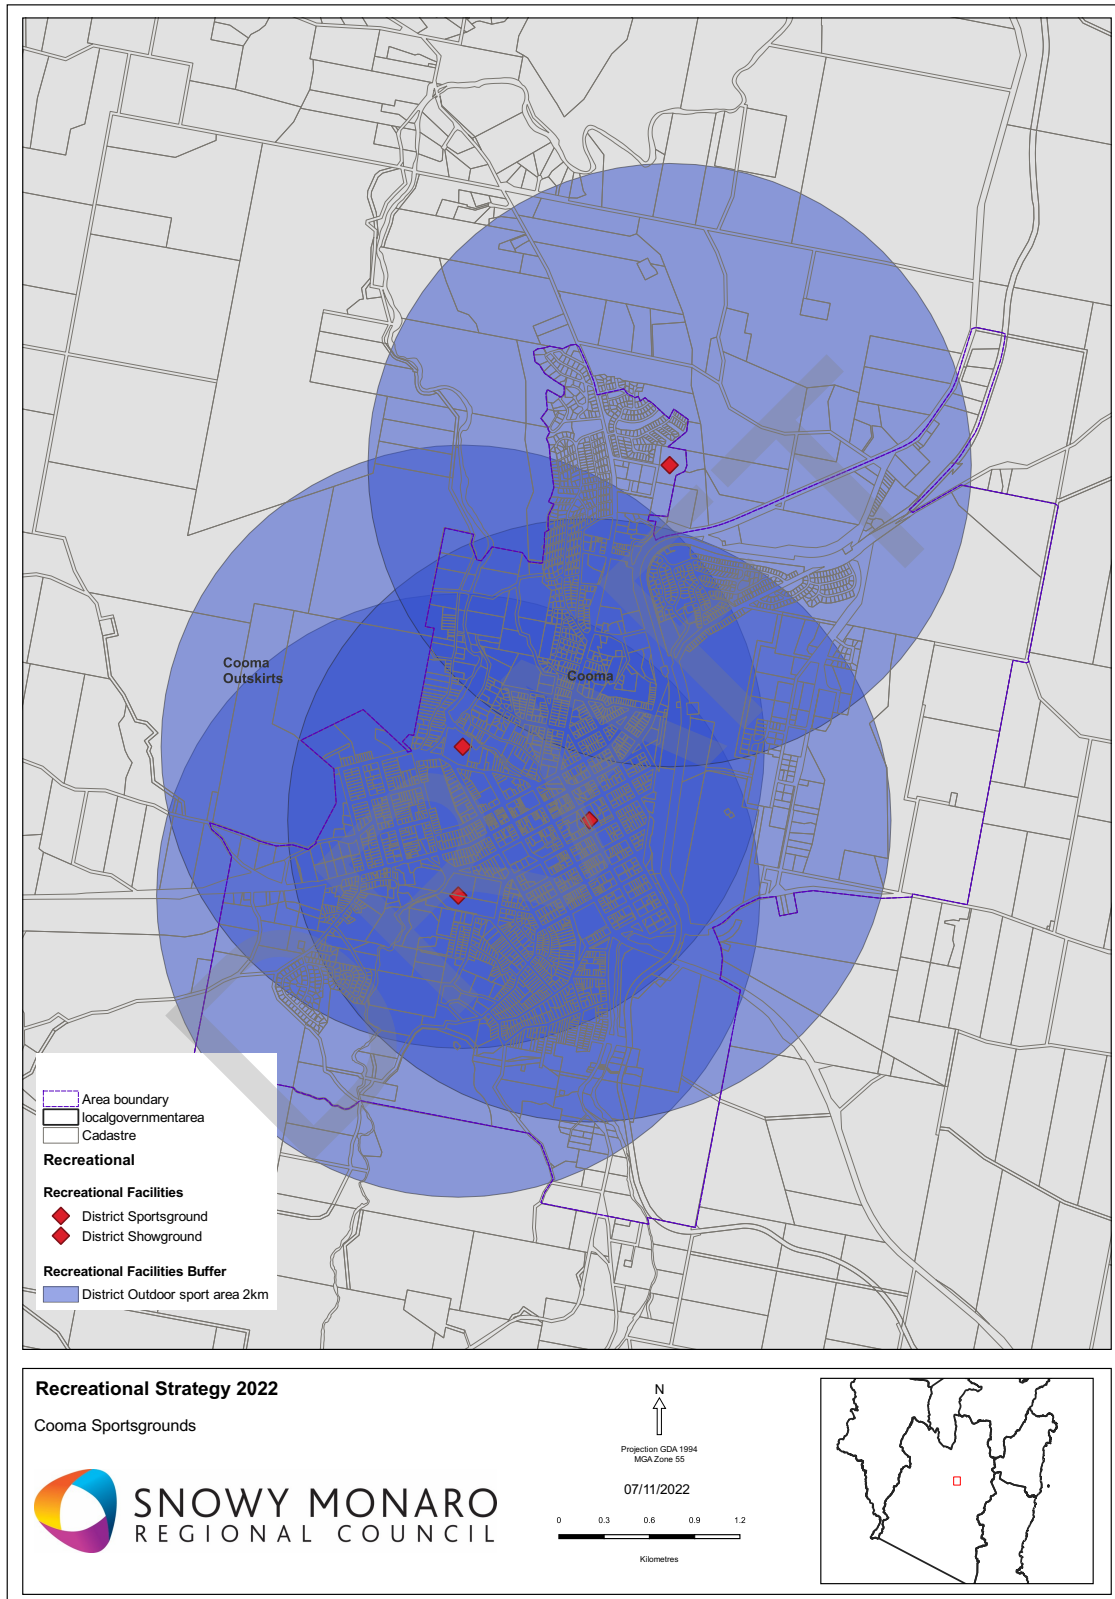 Cooma
Outskirts
Cooma
Area boundary
localgovernmentarea
Cadastre
Recreational
Recreational Facilities
District Sportsground
District Showground
Recreational Facilities Buffer
District Outdoor sport area 2km
Recreational Strategy 2022
Cooma Sportsgrounds
SNOWY MONARO
REGIONAL COUNCIL
N
Projection GDA 1994
MGA Zone 55
07/11/2022
0 0.3 0.6 0.9 1.2
Kilometres